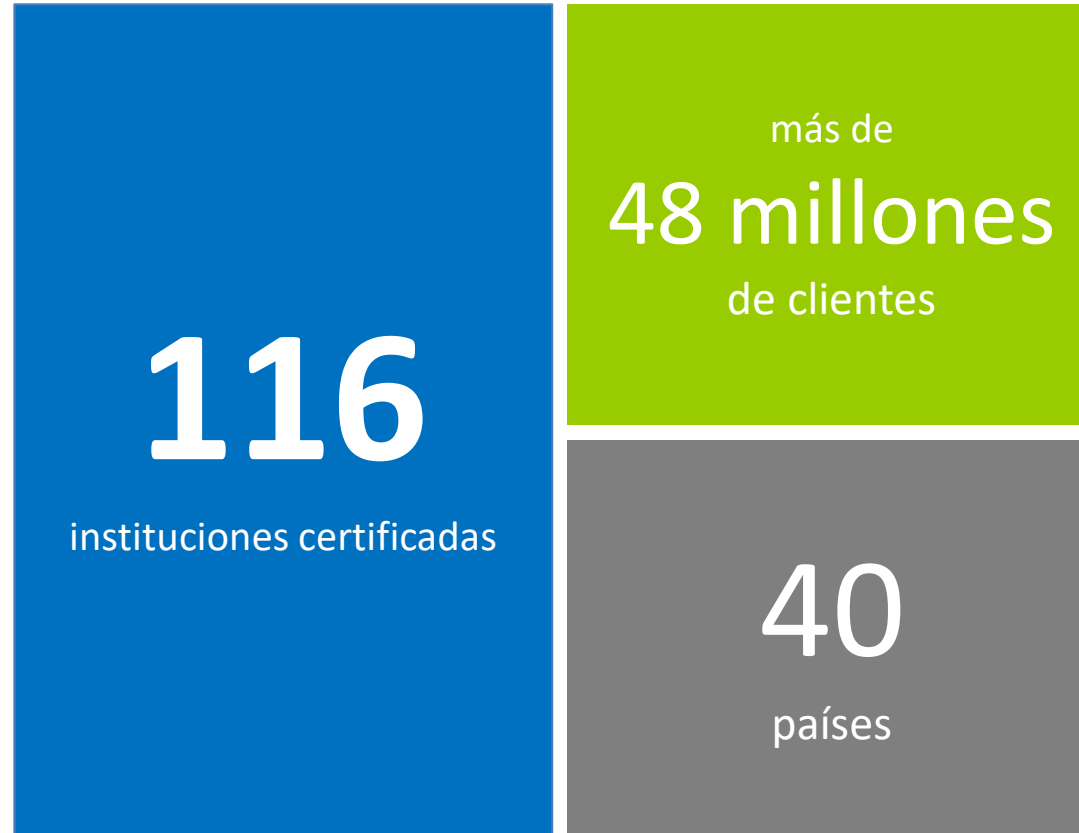 116
instituciones certificadas
más de
48 millones
de clientes
40
países